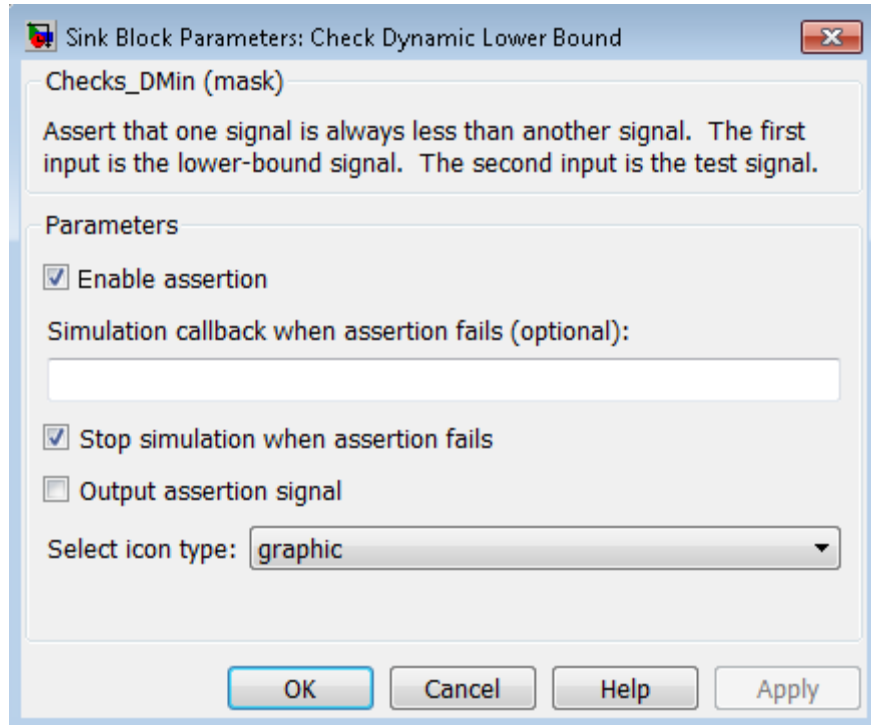 Sink Block Parameters: Check Dynamic Lower Bound
Checks_DMin (mask)
Assert that one signal is always less than another signal.  The first
input is the lower-bound signal.  The second input is the test signal.
Parameters
Enable assertion
Simulation callback when assertion fails (optional):
Stop simulation when assertion fails
Output assertion signal
Select icon type: graphic
OK Cancel Help Apply